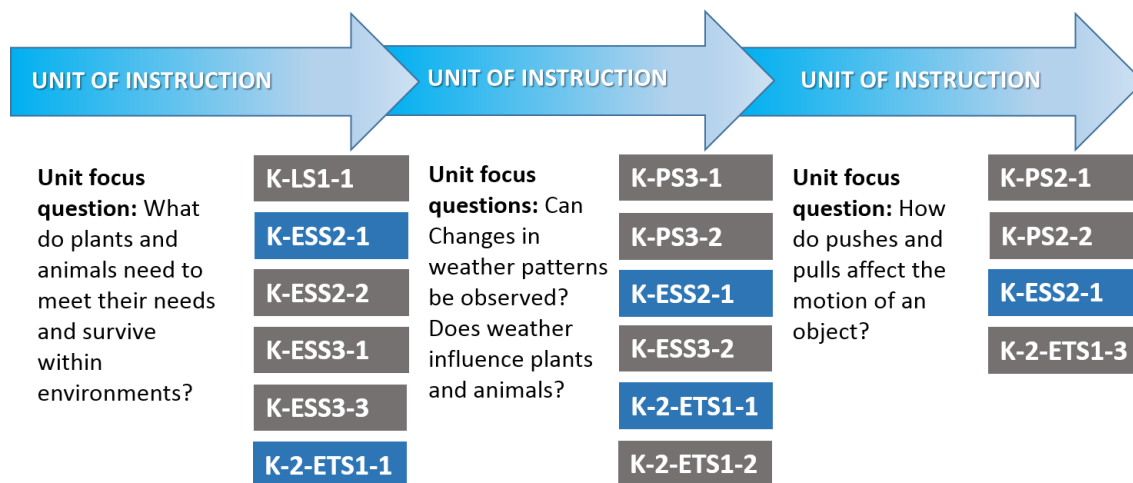 UNIT OF INSTRUCTION
UNIT OF INSTRUCTION
UNIT OF INSTRUCTION
Unit focus
question: What
do plants and
animals need to
meet their needs
and survive
within
environments?
K-LS1-1
K-ESS2-1
K-ESS2-2
K-ESS3-1
K-ESS3-3
K-2-ETS1-1
Unit focus
questions: Can
Changes in
weather patterns
be observed?
Does weather
influence plants
and animals?
K-PS3-1
K-PS3-2
K-ESS2-1
K-ESS3-2
K-2-ETS1-1
K-2-ETS1-2
Unit focus
question: How
do pushes and
pulls affect the
motion of an
object?
K-PS2-1
K-PS2-2
K-ESS2-1
K-2-ETS1-3